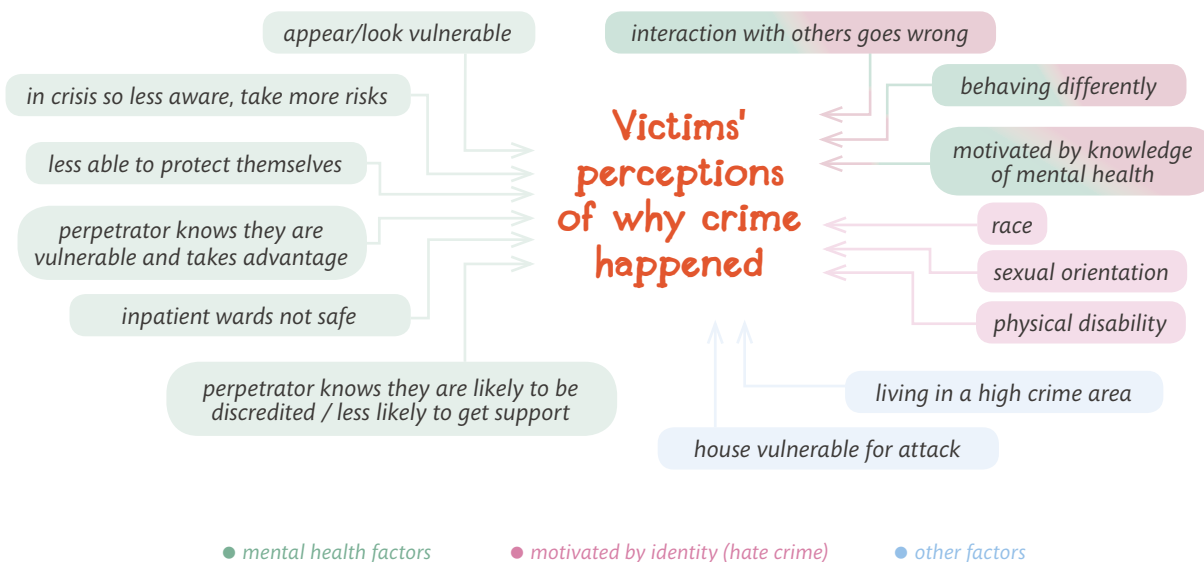 appear/look vulnerable
interaction with others goes wrong
in crisis so less aware, take more risks
behaving differently
less able to protect themselves
motivated by knowledge
of mental health
Victims'
perceptions
of why crime
happened
perpetrator knows they are
vulnerable and takes advantage
race
sexual orientation
inpatient wards not safe
physical disability
perpetrator knows they are likely to be
discredited / less likely to get support
living in a high crime area
house vulnerable for attack
mental health factors
motivated by identity (hate crime)
other factors